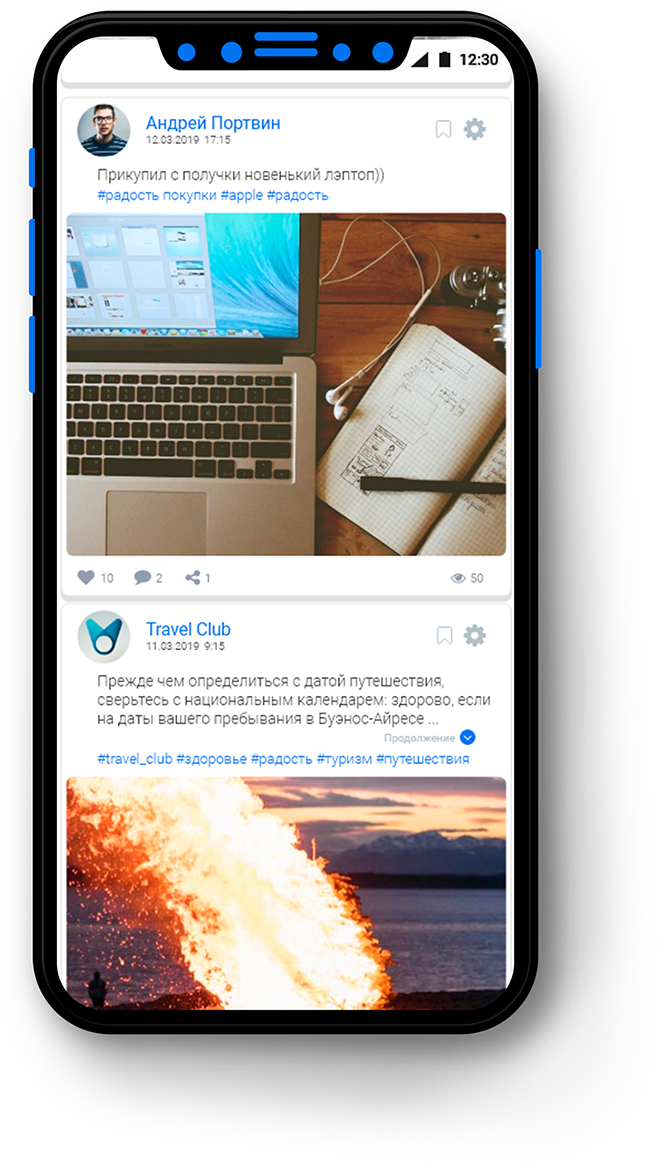 12:30
Андрей Портвин
12.03.2019 17:15
Прикупил с получки новенький лэптоп))
#радость покупки #apple #радость
10 2 1 50
Travel Club
11.03.2019 9:15
Прежде чем определиться с датой путешествия,
сверьтесь с национальным календарем: здорово, если
на даты вашего пребывания в Буэнос-Айресе ...
Продолжение
#travel_club #здоровье #радость #туризм #путешествия